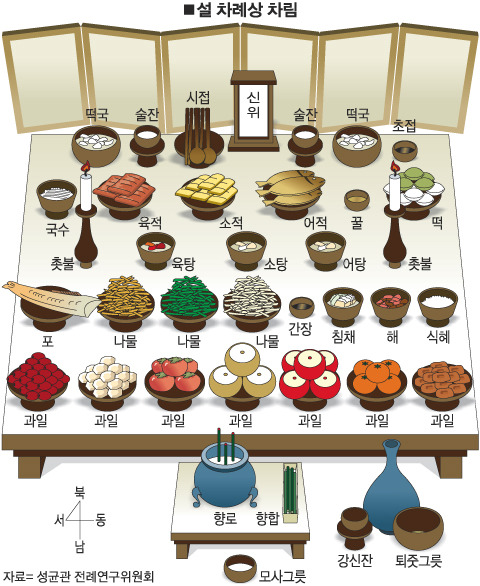 ■설 차례상 차림
신
위
떡국
술잔
시접
술잔
떡국
초접
국수
육적
소적
어적
꿀
떡
촛불
육탕
소탕
어탕
촛불
포
나물
나물
나물
간장
침채
해
식혜
과일
과일
과일
과일
과일
과일
과일
북
서
동
남
향로
향합
강신잔
퇴줏그릇
모사그릇
자료= 성균관 전례연구위원회